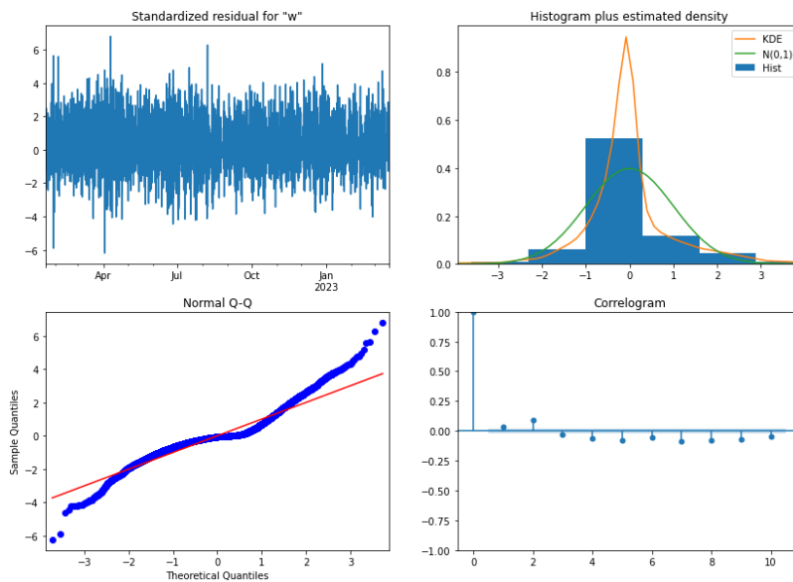 Standardized residual for "w"
6
4
2
0
−2
−4
−6
Apr Jul Oct Jan
2023
Histogram plus estimated density
KDE
N(0,1)
Hist
0.8
0.6
0.4
0.2
0.0
−3 −2 −1 0 1 2 3
Normal Q-Q
Sample Quantiles
6
4
2
0
−2
−4
−6
−3 −2 −1 0 1 2 3
Theoretical Quantiles
Correlogram
1.00
0.75
0.50
0.25
0.00
−0.25
−0.50
−0.75
−1.00
0 2 4 6 8 10